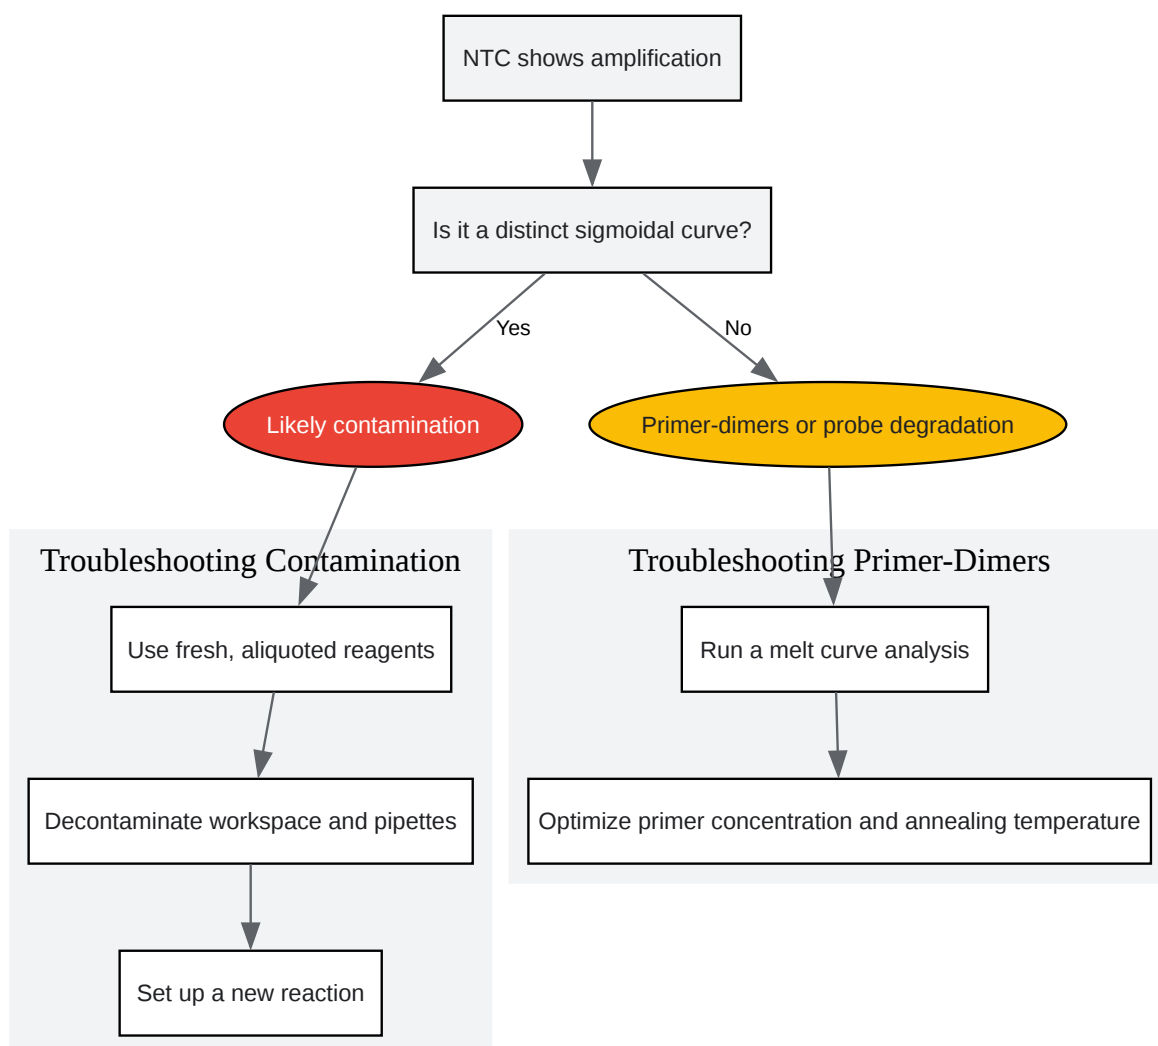 NTC shows amplification
Is it a distinct sigmoidal curve?
Yes
No
Likely contamination
Primer-dimers or probe degradation
Troubleshooting Contamination
Troubleshooting Primer-Dimers
Use fresh, aliquoted reagents
Run a melt curve analysis
Decontaminate workspace and pipettes
Optimize primer concentration and annealing temperature
Set up a new reaction